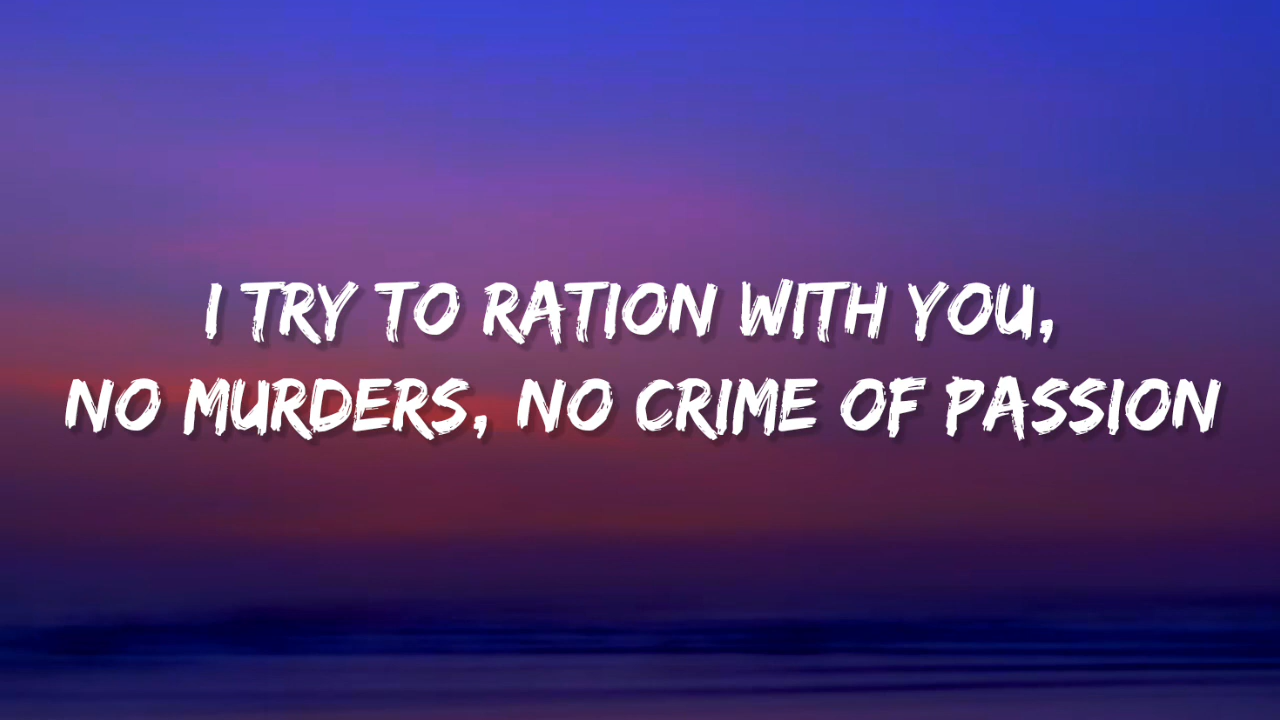 I TRY TO RATION WITH YOU,
NO MURDERS, NO CRIME OF PASSION